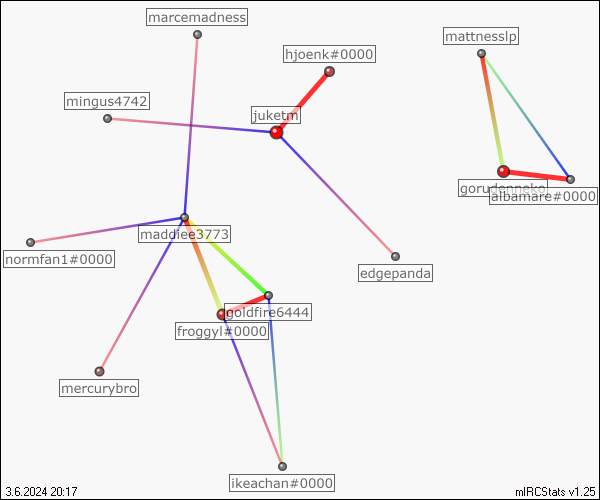 marcemadness
mattnesslp
hjoenk#0000
mingus4742
juketm
albamare#0000
maddiee3773
normfan1#0000
edgepanda
goldfire6444
froggyl#0000
mercurybro
ikeachan#0000
3.6.2024 20:17
mIRCStats v1.25